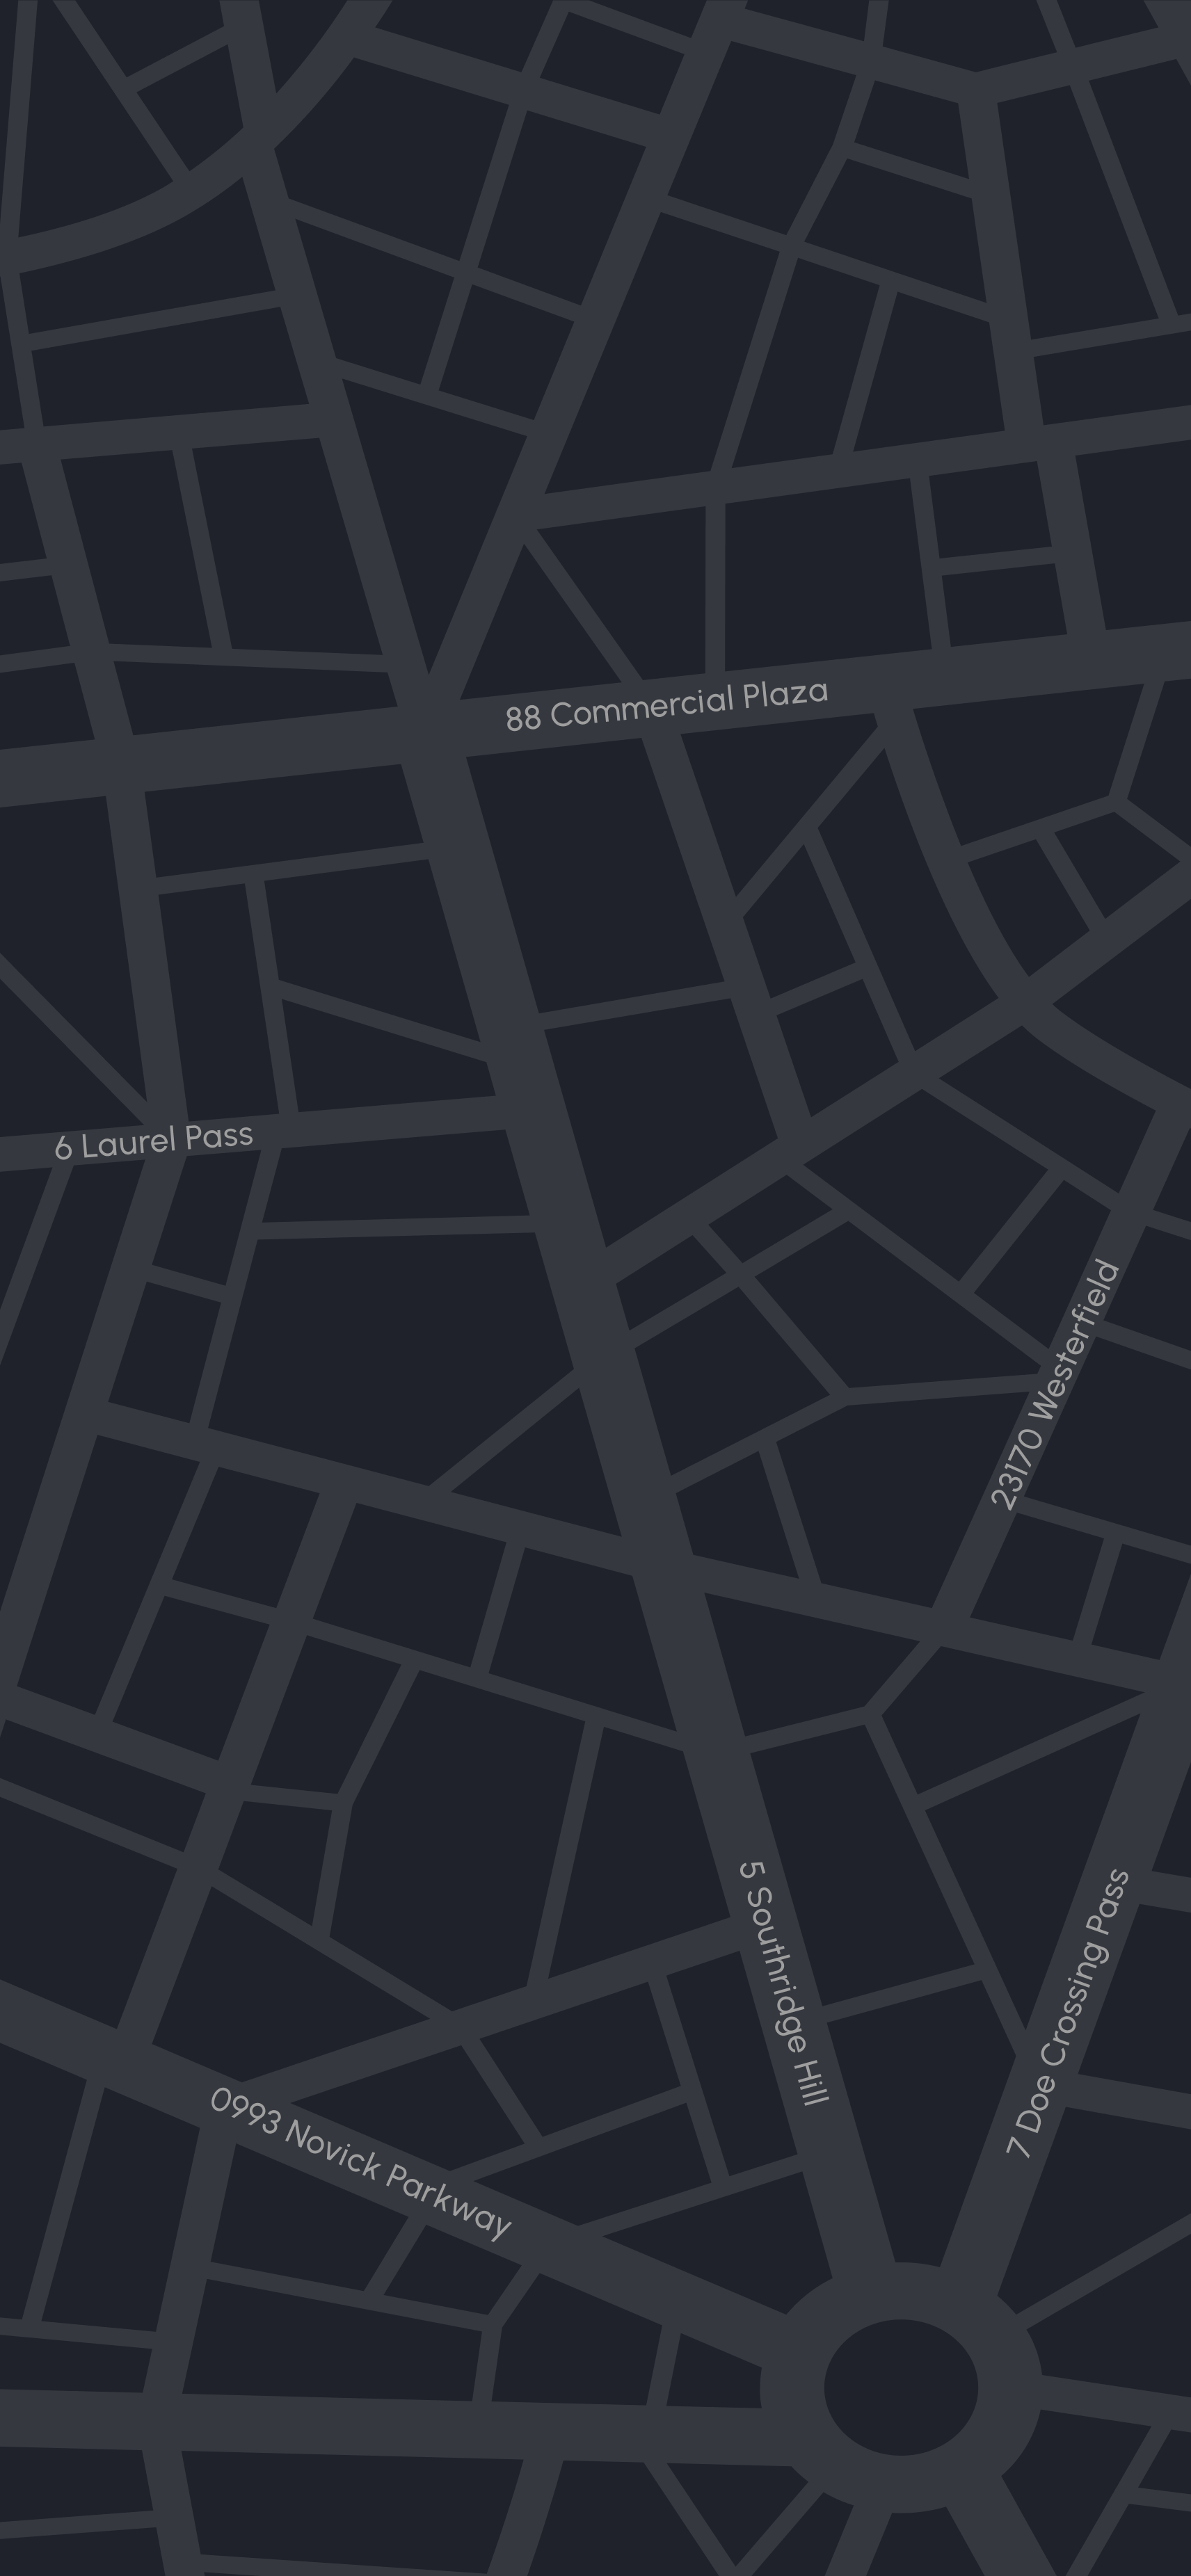 88 Commercial Plaza
6 Laurel Pass
23170 Westerfield
5 Southridge Hill
7 Doe Crossing Pass
0993 Novick Parkway